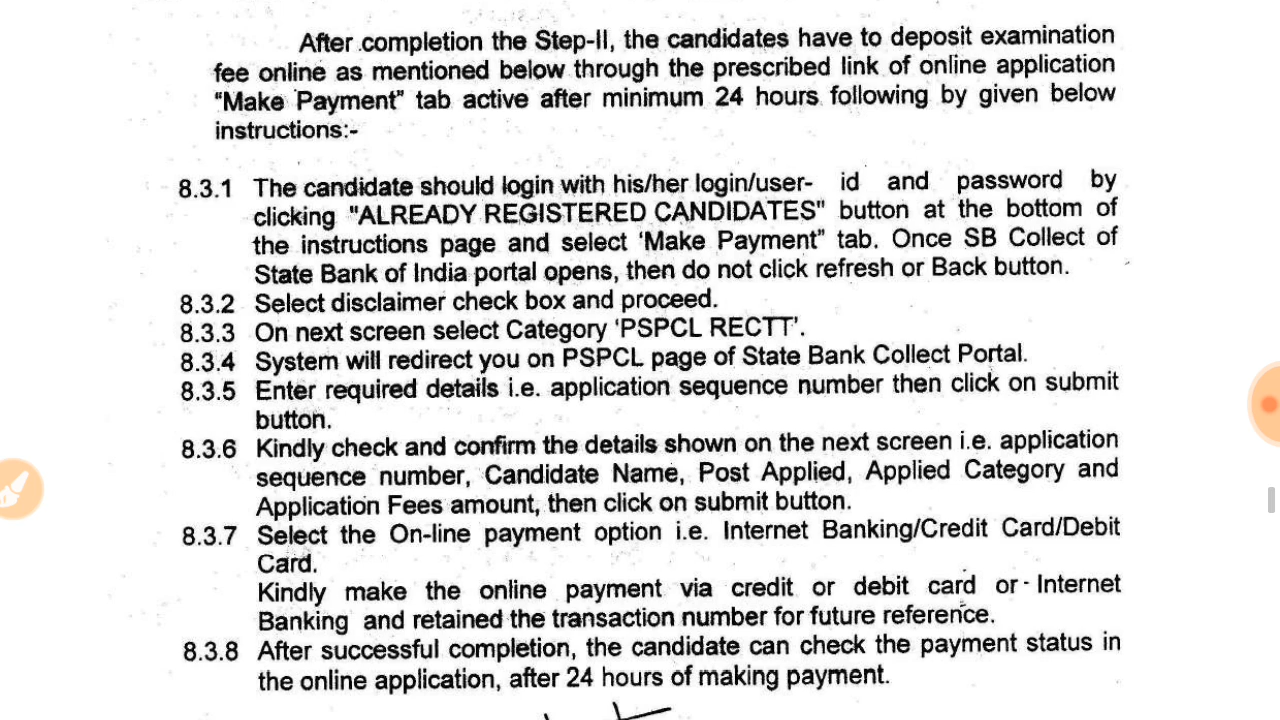 After completion the Step-II, the candidates have to deposit examination
fee online as mentioned below through the prescribed link of online application
"Make Payment" tab active after minimum 24 hours following by given below
instructions:-
8.3.1 The candidate should login with his/her login/user- id and password by
clicking "ALREADY REGISTERED CANDIDATES" button at the bottom of
the instructions page and select 'Make Payment" tab. Once SB Collect of
State Bank of India portal opens, then do not click refresh or Back button.
8.3.2 Select disclaimer check box and proceed.
8.3.3 On next screen select Category 'PSPCL RECTT'.
8.3.4 System will redirect you on PSPCL page of State Bank Collect Portal.
8.3.5 Enter required details i.e. application sequence number then click on submit
button.
8.3.6 Kindly check and confirm the details shown on the next screen i.e. application
sequence number, Candidate Name, Post Applied, Applied Category and
Application Fees amount, then click on submit button.
8.3.7 Select the On-line payment option i.e. Internet Banking/Credit Card/Debit
Card.
Kindly make the online payment via credit or debit card or Internet
Banking and retained the transaction number for future reference.
8.3.8 After successful completion, the candidate can check the payment status in
the online application, after 24 hours of making payment.